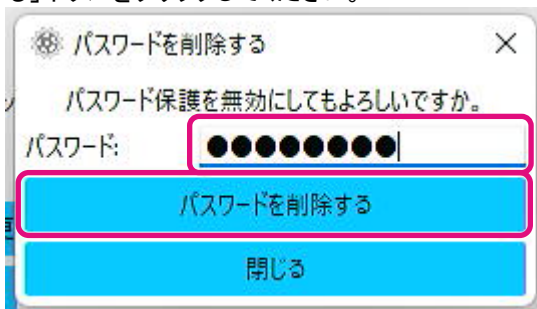 パスワードを削除する
パスワード保護を無効にしてもよろしいですか。
パスワード: ●●●●●●●●
パスワードを削除する
閉じる